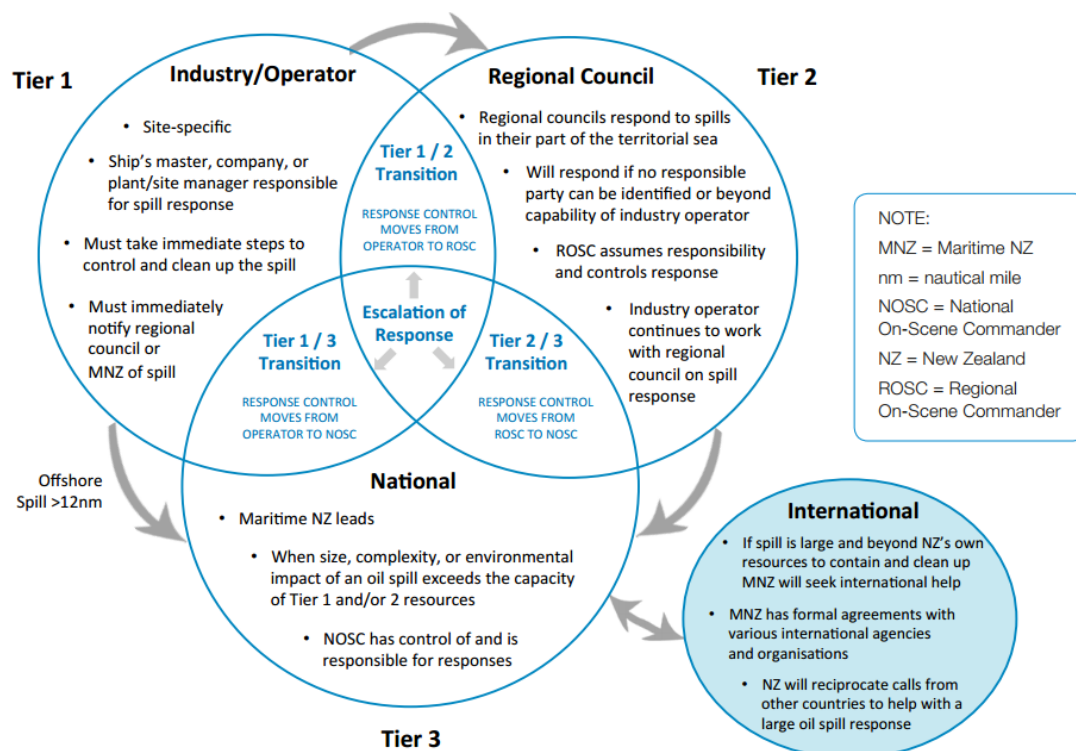 Tier 1
Industry/Operator
• Site-specific
• Ship's master, company, or
plant/site manager responsible
for spill response
• Must take immediate steps to
control and clean up the spill
• Must immediately
notify regional
council or
MNZ of spill
Regional Council
Tier 2
• Regional councils respond to spills
in their part of the territorial sea
• Will respond if no responsible
party can be identified or beyond
capability of industry operator
• ROSC assumes responsibility
and controls response
• Industry operator
continues to work
with regional
council on spill
response
Tier 1 / 2
Transition
RESPONSE CONTROL
MOVES FROM
OPERATOR TO ROSC
Escalation of
Response
Tier 1 / 3
Transition
RESPONSE CONTROL
MOVES FROM
OPERATOR TO NOSC
Tier 2 / 3
Transition
RESPONSE CONTROL
MOVES FROM
ROSC TO NOSC
NOTE:
MNZ = Maritime NZ
nm = nautical mile
NOSC = National
On-Scene Commander
NZ = New Zealand
ROSC = Regional
On-Scene Commander
Offshore
Spill >12nm
National
• Maritime NZ leads
• When size, complexity, or environmental
impact of an oil spill exceeds the capacity
of Tier 1 and/or 2 resources
• NOSC has control of and is
responsible for responses
Tier 3
International
• If spill is large and beyond NZ's own
resources to contain and clean up
MNZ will seek international help
• MNZ has formal agreements with
various international agencies
and organisations
• NZ will reciprocate calls from
other countries to help with a
large oil spill response